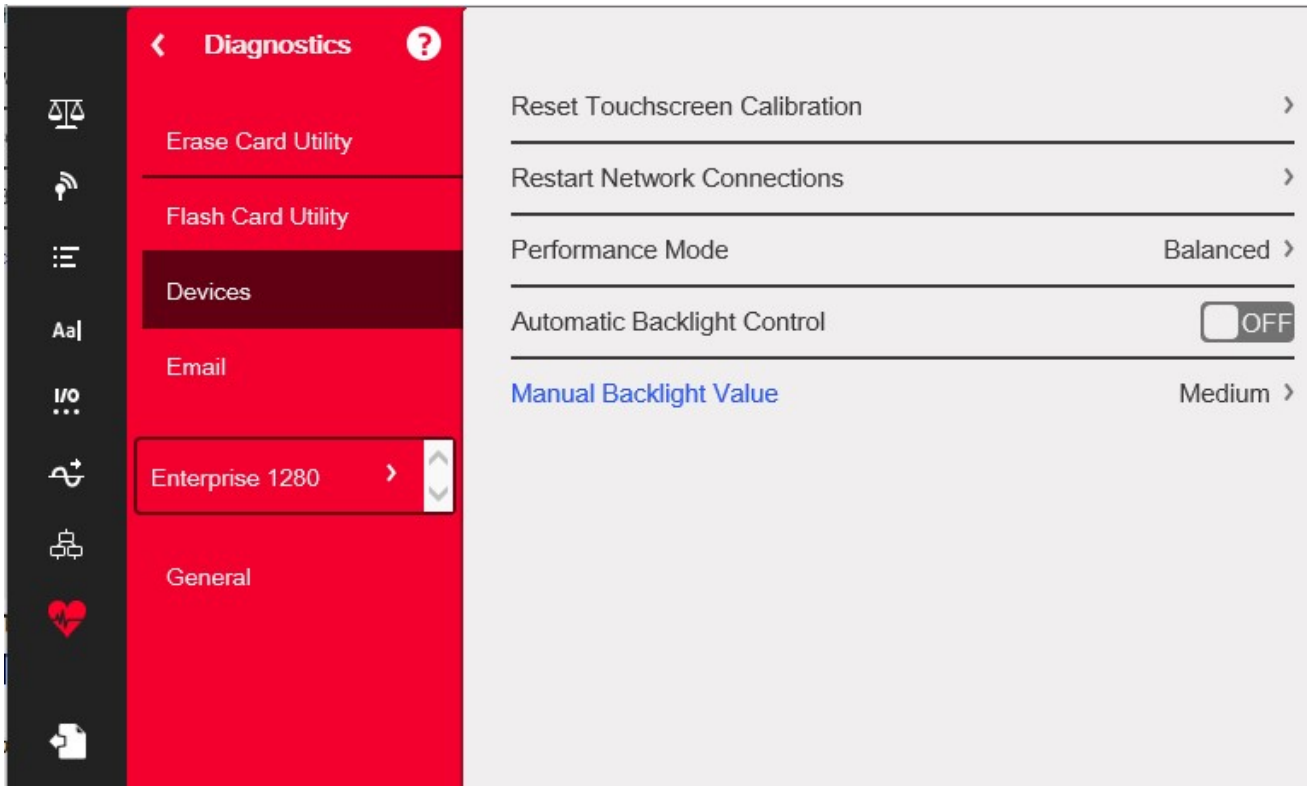 Diagnostics ?
Erase Card Utility
Flash Card Utility
Devices
Email
Enterprise 1280
General
Aa
I/O
Reset Touchscreen Calibration
Restart Network Connections
Performance Mode Balanced
Automatic Backlight Control OFF
Manual Backlight Value Medium